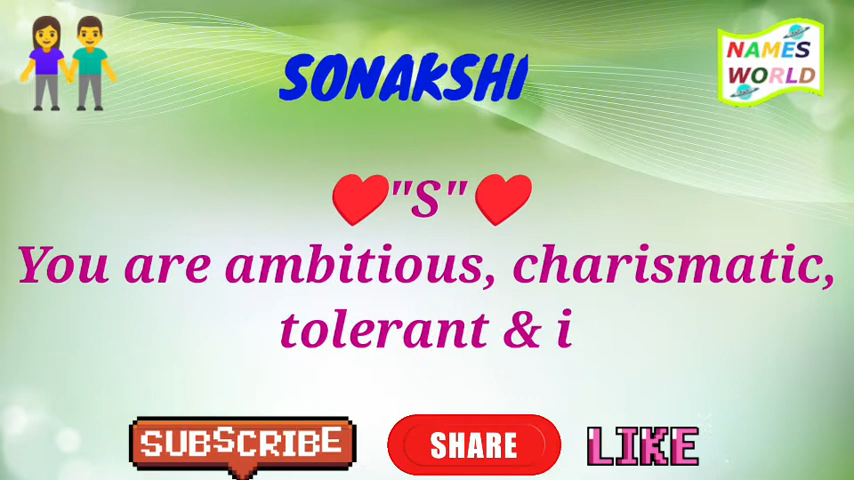 SONAKSHI
NAMES
WORLD
"S"
You are ambitious, charismatic,
tolerant & i
SUBSCRIBE
SHARE
LIKE